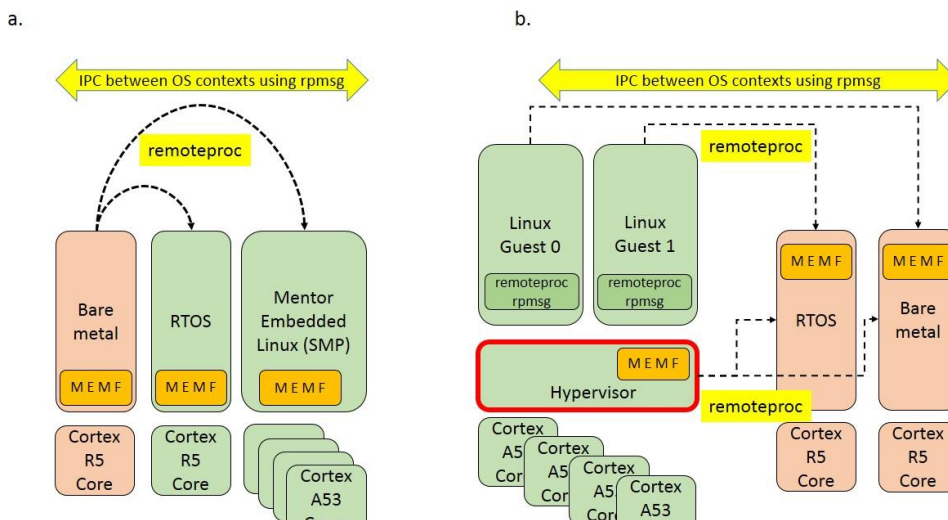 a.
IPC between OS contexts using rpmsg
remoteproc
Bare
metal
MEMF
RTOS
MEMF
Mentor
Embedded
Linux (SMP)
MEMF
Cortex
R5
Core
Cortex
R5
Core
Cortex
A53
b.
IPC between OS contexts using rpmsg
remoteproc
Linux
Guest 0
remoteproc
rpmsg
Linux
Guest 1
remoteproc
rpmsg
MEMF
RTOS
MEMF
Bare
metal
MEMF
Hypervisor
remoteproc
Cortex
Cortex
Cortex
Cortex
A53
Cortex
R5
Core
Cortex
R5
Core